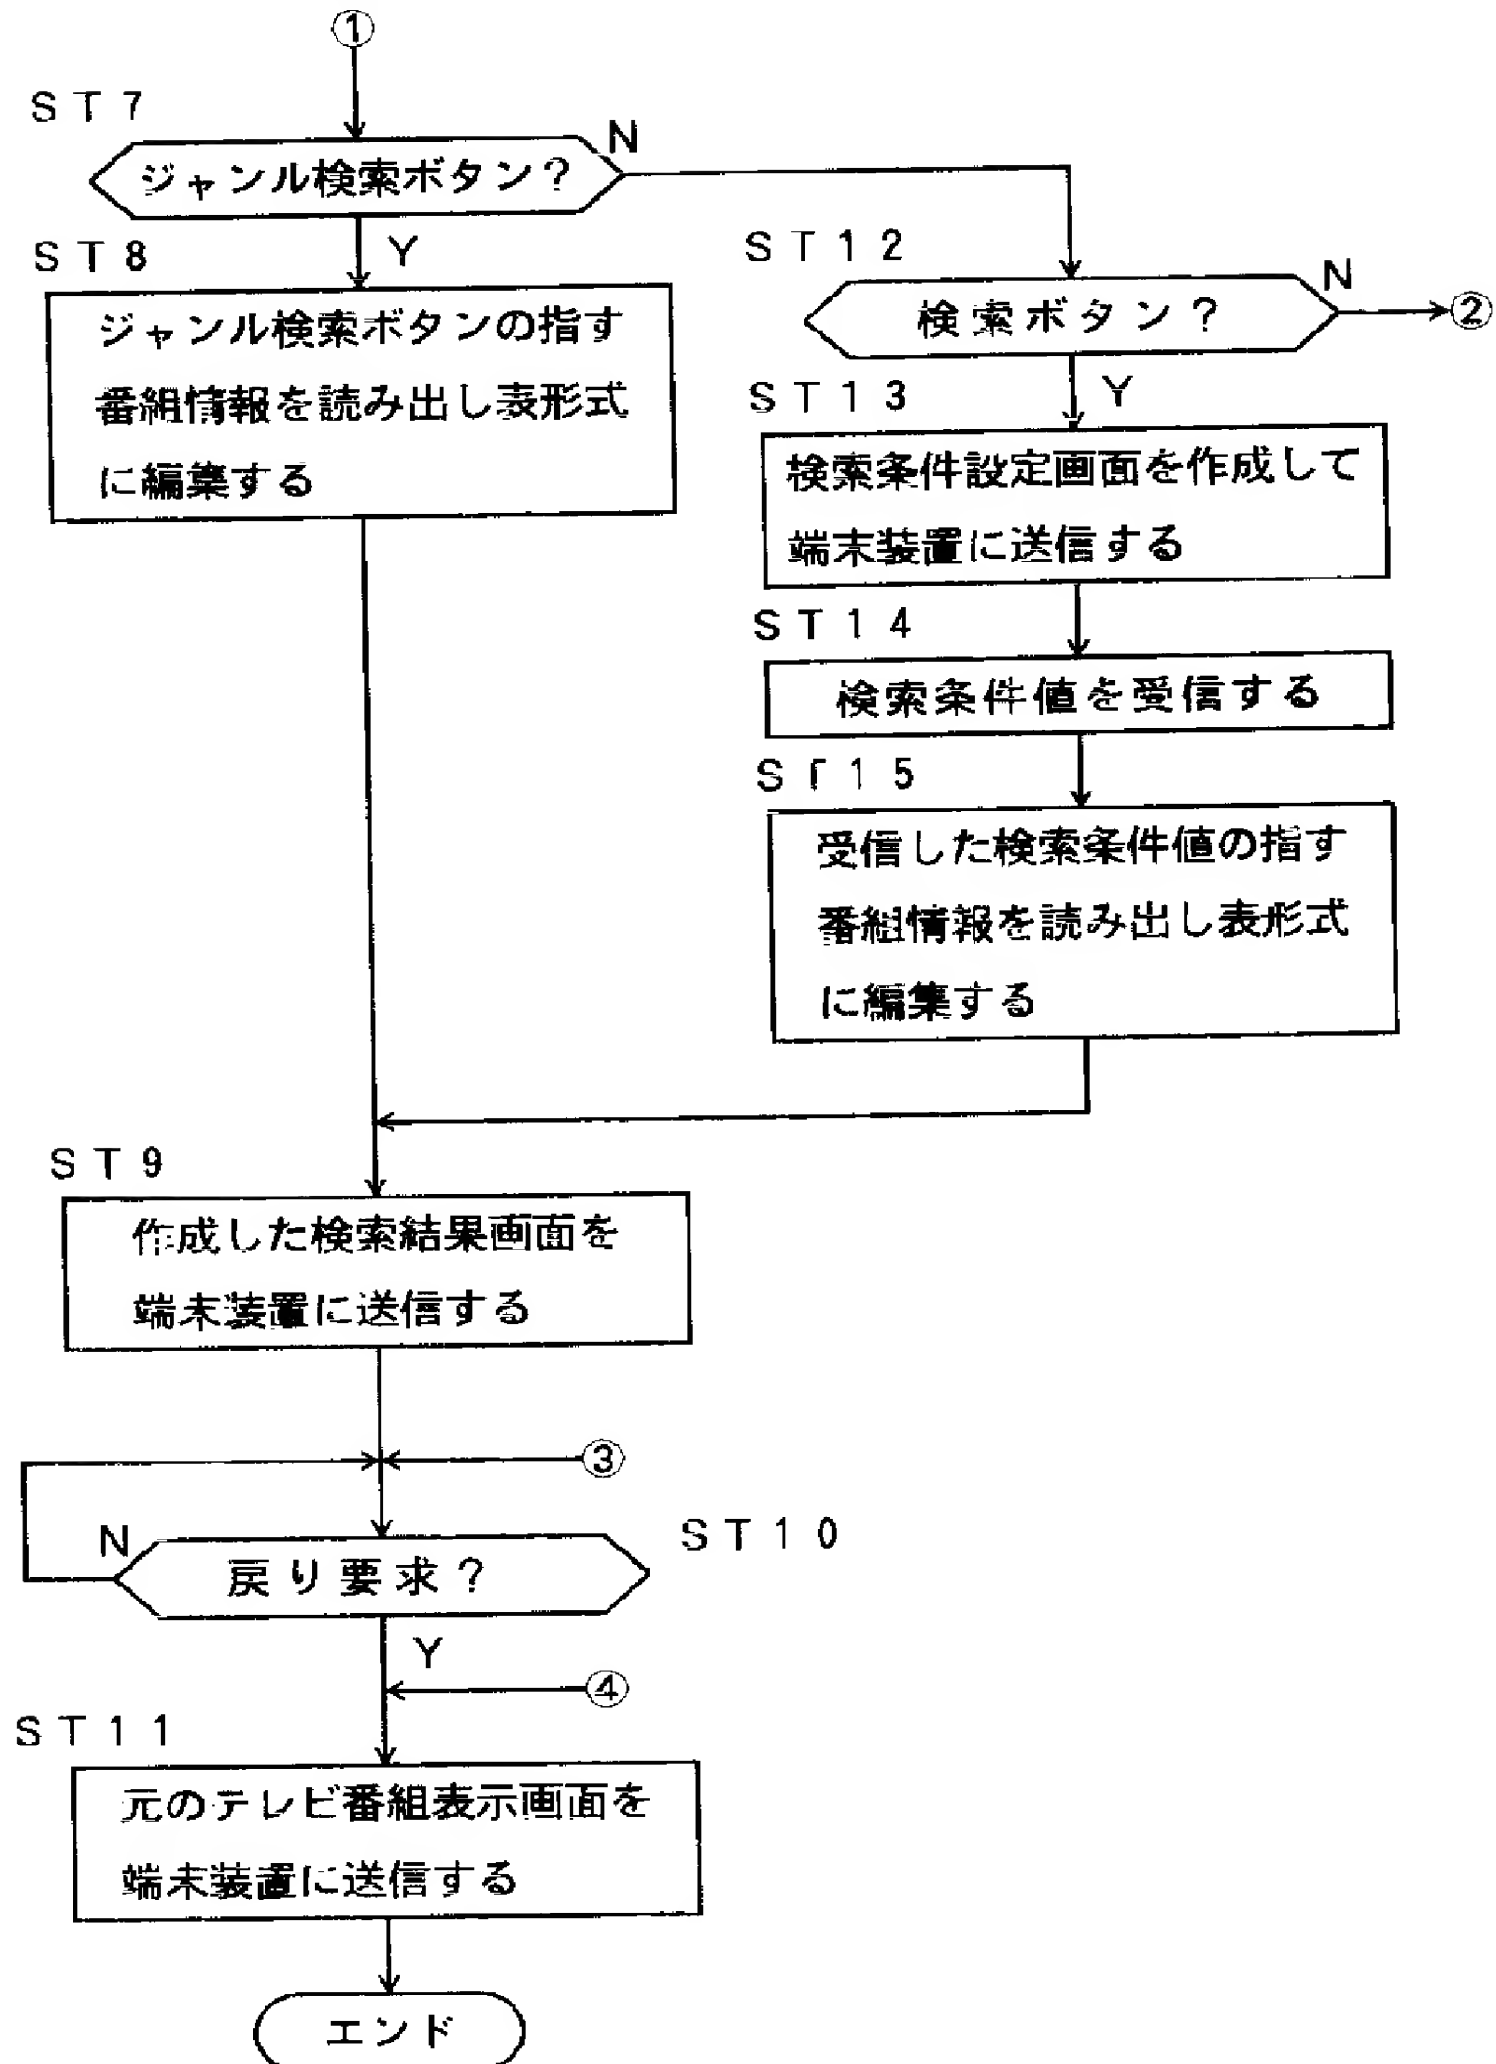 ①
ST7
ジャンル検索ボタン?
N
Y
ST8
ジャンル検索ボタンの指す
番組情報を読み出し表形式
に編集する
ST12
検索ボタン?
N
②
Y
ST13
検索条件設定画面を作成して
端末装置に送信する
ST14
検索条件値を受信する
ST15
受信した検索条件値の指す
番組情報を読み出し表形式
に編集する
ST9
作成した検索結果画面を
端末装置に送信する
③
N
戻り要求?
ST10
Y
④
ST11
元のテレビ番組表示画面を
端末装置に送信する
エンド